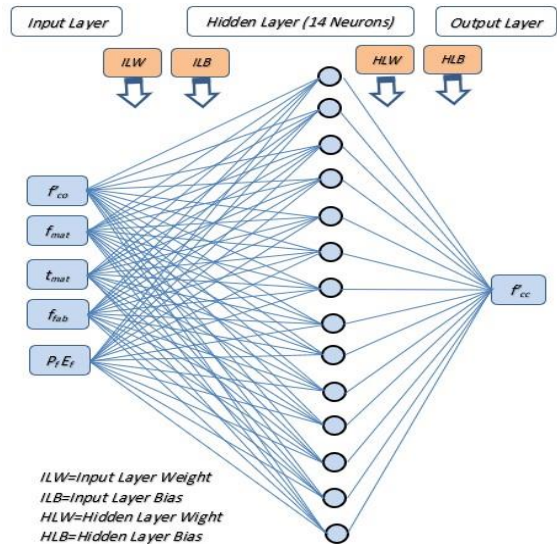 Input Layer
Hidden Layer (14 Neurons)
Output Layer
ILW
ILB
HLW
HLB
f'co
fmat
tmat
ffab
PfEf
f'cc
ILW=Input Layer Weight
ILB=Input Layer Bias
HLW=Hidden Layer Wight
HLB=Hidden Layer Bias